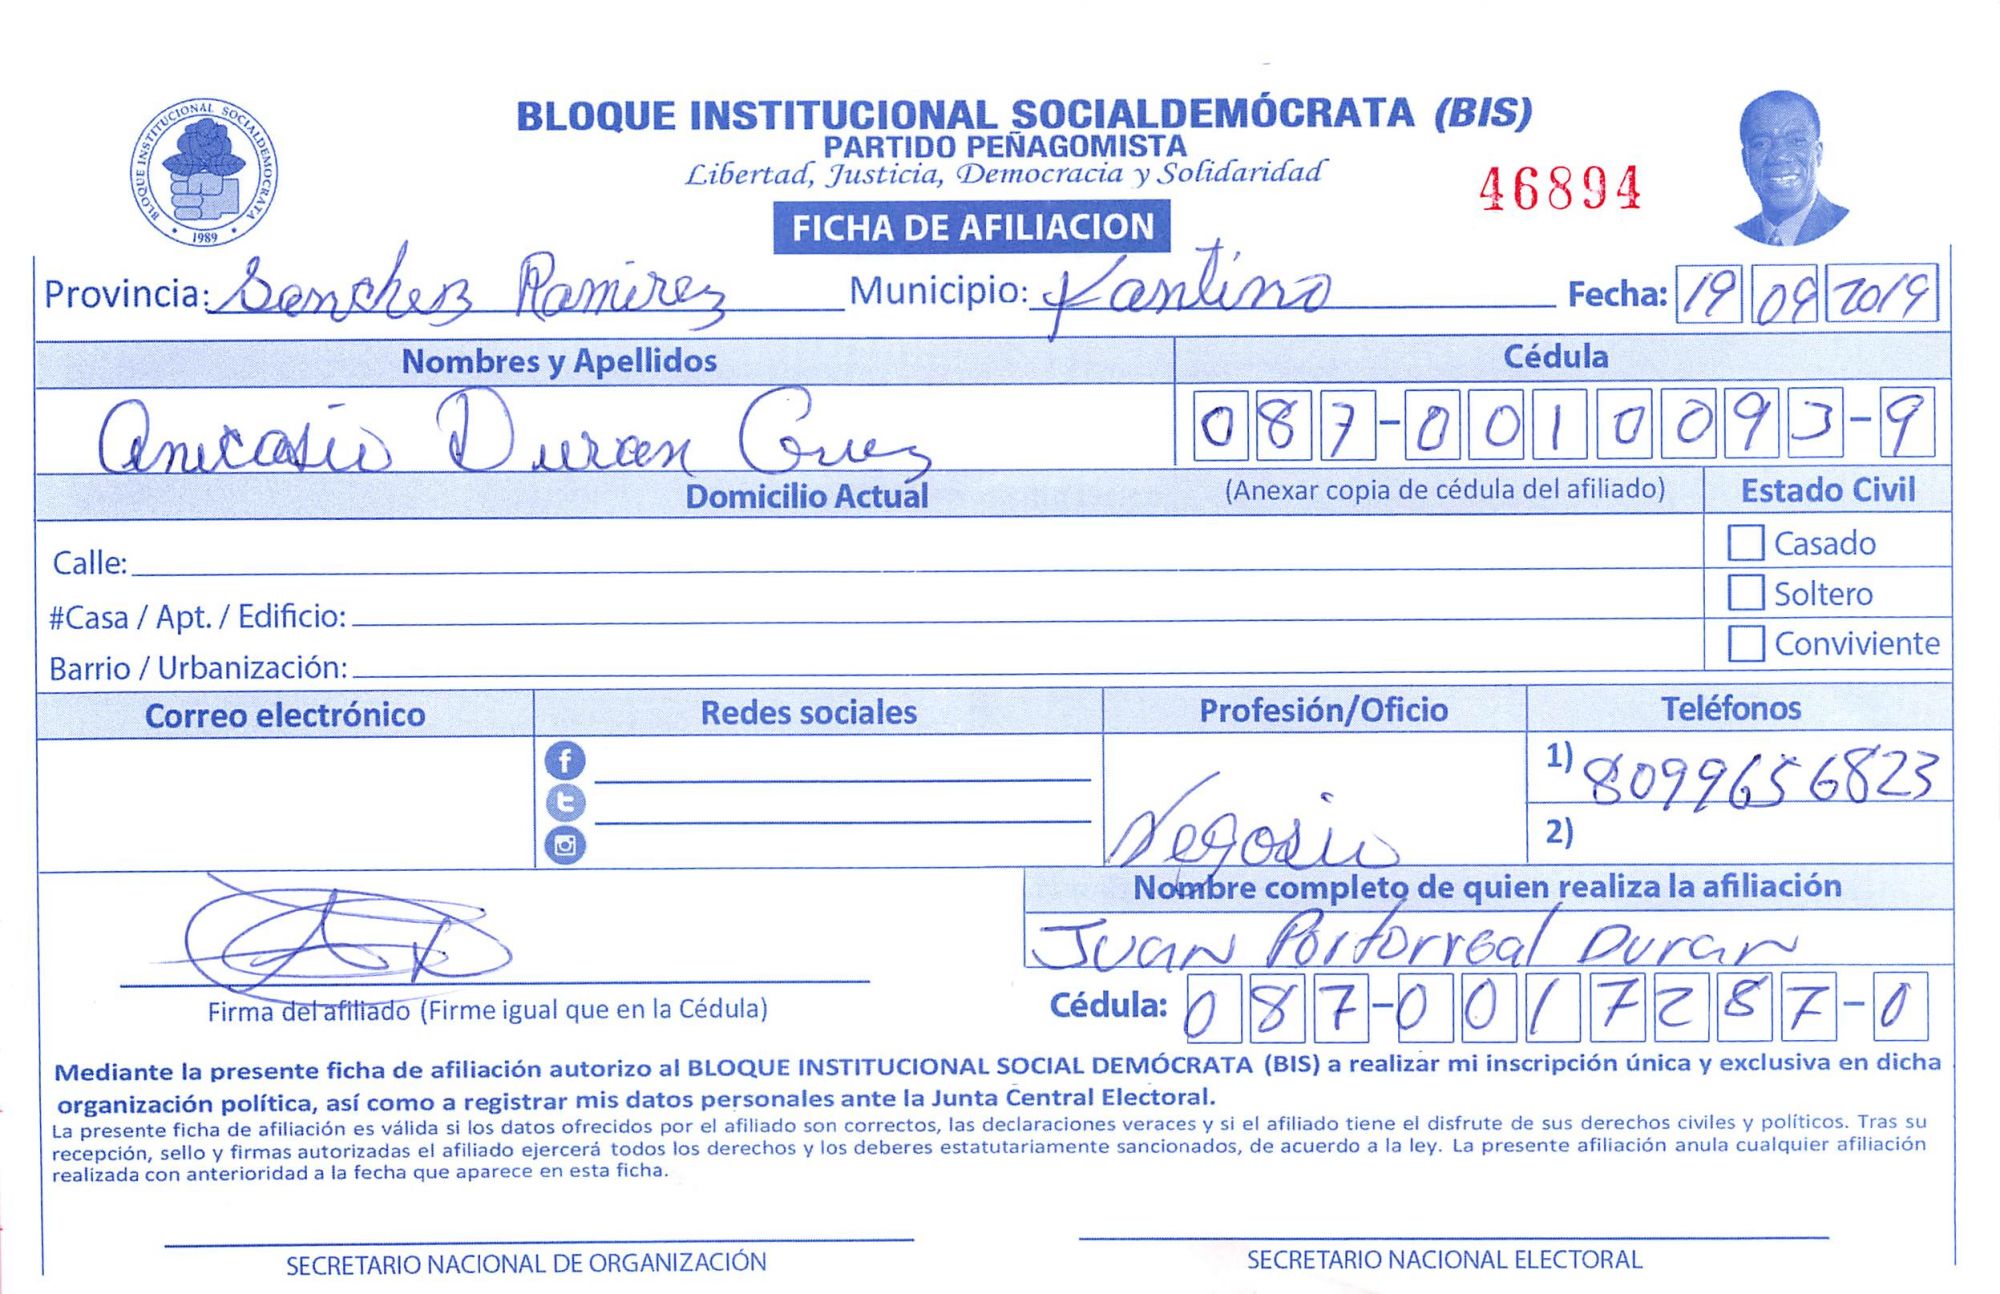 BLOQUE INSTITUCIONAL SOCIALDEMÓCRATA (BIS)
PARTIDO PEÑAGOMISTA
Libertad, Justicia, Democracia y Solidaridad
46894
BLOQUE INSTITUCIONAL SOCIALDEMOCRATA
1989
FICHA DE AFILIACION
Provincia: Sanchez Ramirez Municipio: Fantino Fecha: 19 09 2019
Nombres y Apellidos Cédula
Anicasio Duran Cruz 087-0010093-9
Domicilio Actual (Anexar copia de cédula del afiliado) Estado Civil
Calle: Casado
#Casa / Apt. / Edificio: Soltero
Barrio / Urbanización: Conviviente
Correo electrónico Redes sociales Profesión/Oficio Teléfonos
1) 8099656823
Negosio 2)
Nombre completo de quien realiza la afiliación
Juan Portorreal Duran
Firma del afiliado (Firme igual que en la Cédula) Cédula: 087-0017287-0
Mediante la presente ficha de afiliación autorizo al BLOQUE INSTITUCIONAL SOCIAL DEMÓCRATA (BIS) a realizar mi inscripción única y exclusiva en dicha
organización política, así como a registrar mis datos personales ante la Junta Central Electoral.
La presente ficha de afiliación es válida si los datos ofrecidos por el afiliado son correctos, las declaraciones veraces y si el afiliado tiene el disfrute de sus derechos civiles y políticos. Tras su
recepción, sello y firmas autorizadas el afiliado ejercerá todos los derechos y los deberes estatutariamente sancionados, de acuerdo a la ley. La presente afiliación anula cualquier afiliación
realizada con anterioridad a la fecha que aparece en esta ficha.
SECRETARIO NACIONAL DE ORGANIZACIÓN SECRETARIO NACIONAL ELECTORAL